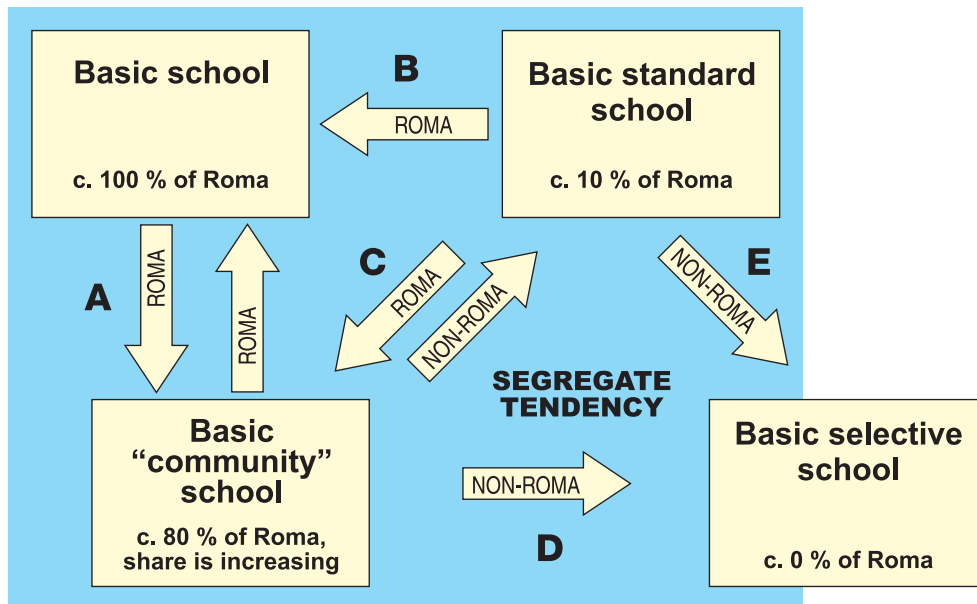 Basic school
c. 100 % of Roma
B
ROMA
Basic standard
school
c. 10 % of Roma
A
ROMA
ROMA
C
ROMA
NON-ROMA
E
NON-ROMA
SEGREGATE
TENDENCY
Basic
“community”
school
c. 80 % of Roma,
share is increasing
NON-ROMA
D
Basic selective
school
c. 0 % of Roma